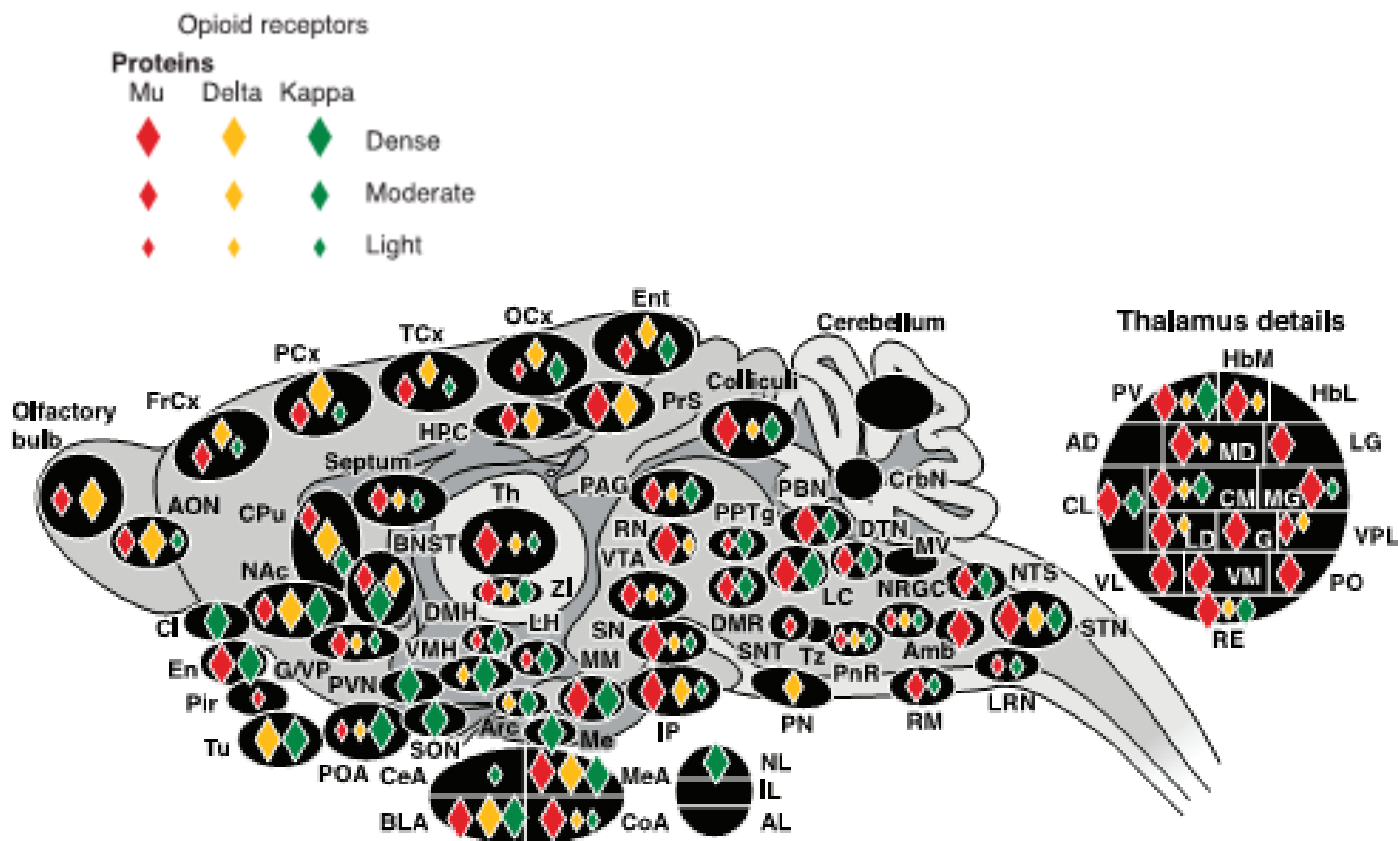 Opioid receptors
Proteins
Mu Delta Kappa
Dense
Moderate
Light
Ent
OCx
TCx
PCx
FrCx
Olfactory
bulb
AON
Cerebellum
Colliculi
PrS
HPC
Septum
CPu
Th
BNST
PAG
RN
VTA
PPTg
PBN
CrbN
DTN
MV
NAc
DMH
ZI
LH
SN
LC
NRGC
NTS
STN
Cl
En
G/VP
VMH
MM
DMR
SNT
Tz
PnR
Amb
Pir
PVN
IP
PN
RM
LRN
Tu
POA
SON
Arc
Me
CeA
MeA
BLA
CoA
NL
IL
AL
Thalamus details
HbM
PV
HbL
AD
MD
LG
CL
CM
MG
LD
G
VPL
VL
VM
PO
RE